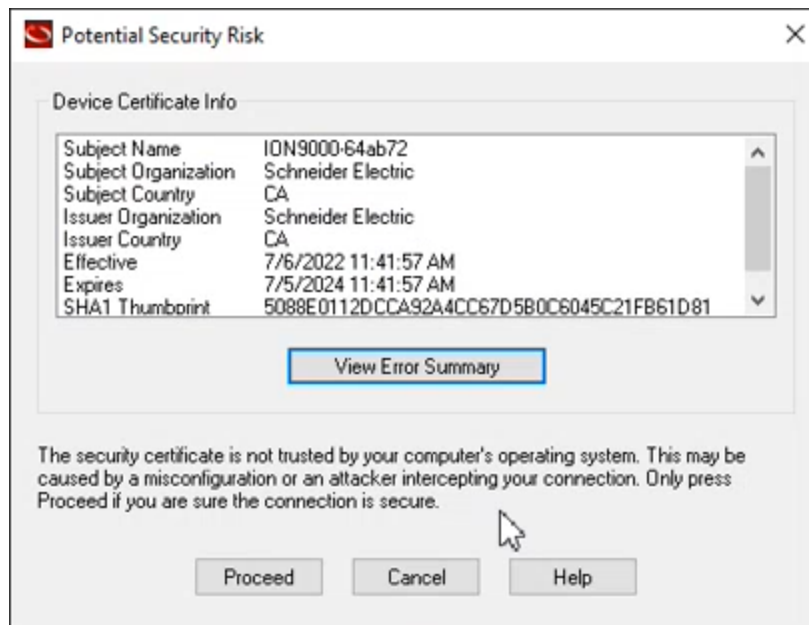 Potential Security Risk
Device Certificate Info
Subject Name ION9000-64ab72
Subject Organization Schneider Electric
Subject Country CA
Issuer Organization Schneider Electric
Issuer Country CA
Effective 7/6/2022 11:41:57 AM
Expires 7/5/2024 11:41:57 AM
SHA1 Thumbprint 5088E0112DCCA92A4CC67D5B0C6045C21FB61D81
View Error Summary
The security certificate is not trusted by your computer's operating system. This may be
caused by a misconfiguration or an attacker intercepting your connection. Only press
Proceed if you are sure the connection is secure.
Proceed Cancel Help